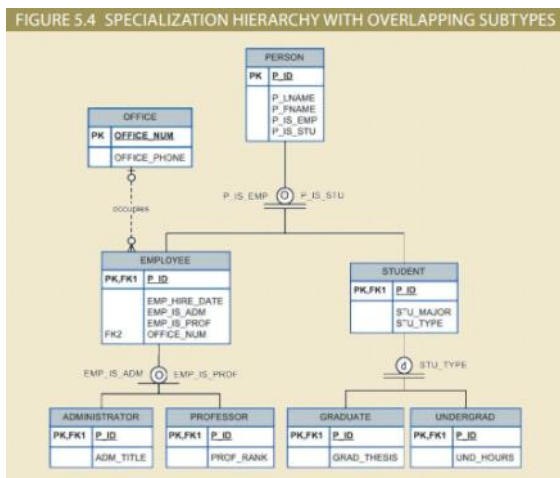 FIGURE 5.4 SPECIALIZATION HIERARCHY WITH OVERLAPPING SUBTYPES
PERSON
PK P_ID
P_LNAME
P_FNAME
P_IS_EMP
P_IS_STU
OFFICE
PK OFFICE_NUM
OFFICE_PHONE
occupies
P_IS_EMP O P_IS_STU
EMPLOYEE
PK,FK1 P_ID
EMP_HIRE_DATE
EMP_IS_ADM
EMP_IS_PROF
FK2 OFFICE_NUM
STUDENT
PK,FK1 P_ID
STU_MAJOR
STU_TYPE
EMP_IS_ADM O EMP_IS_PROF
d STU_TYPE
ADMINISTRATOR
PK,FK1 P_ID
ADM_TITLE
PROFESSOR
PK,FK1 P_ID
PROF_RANK
GRADUATE
PK,FK1 P_ID
GRAD_THESIS
UNDERGRAD
PK,FK1 P_ID
UND_HOURS